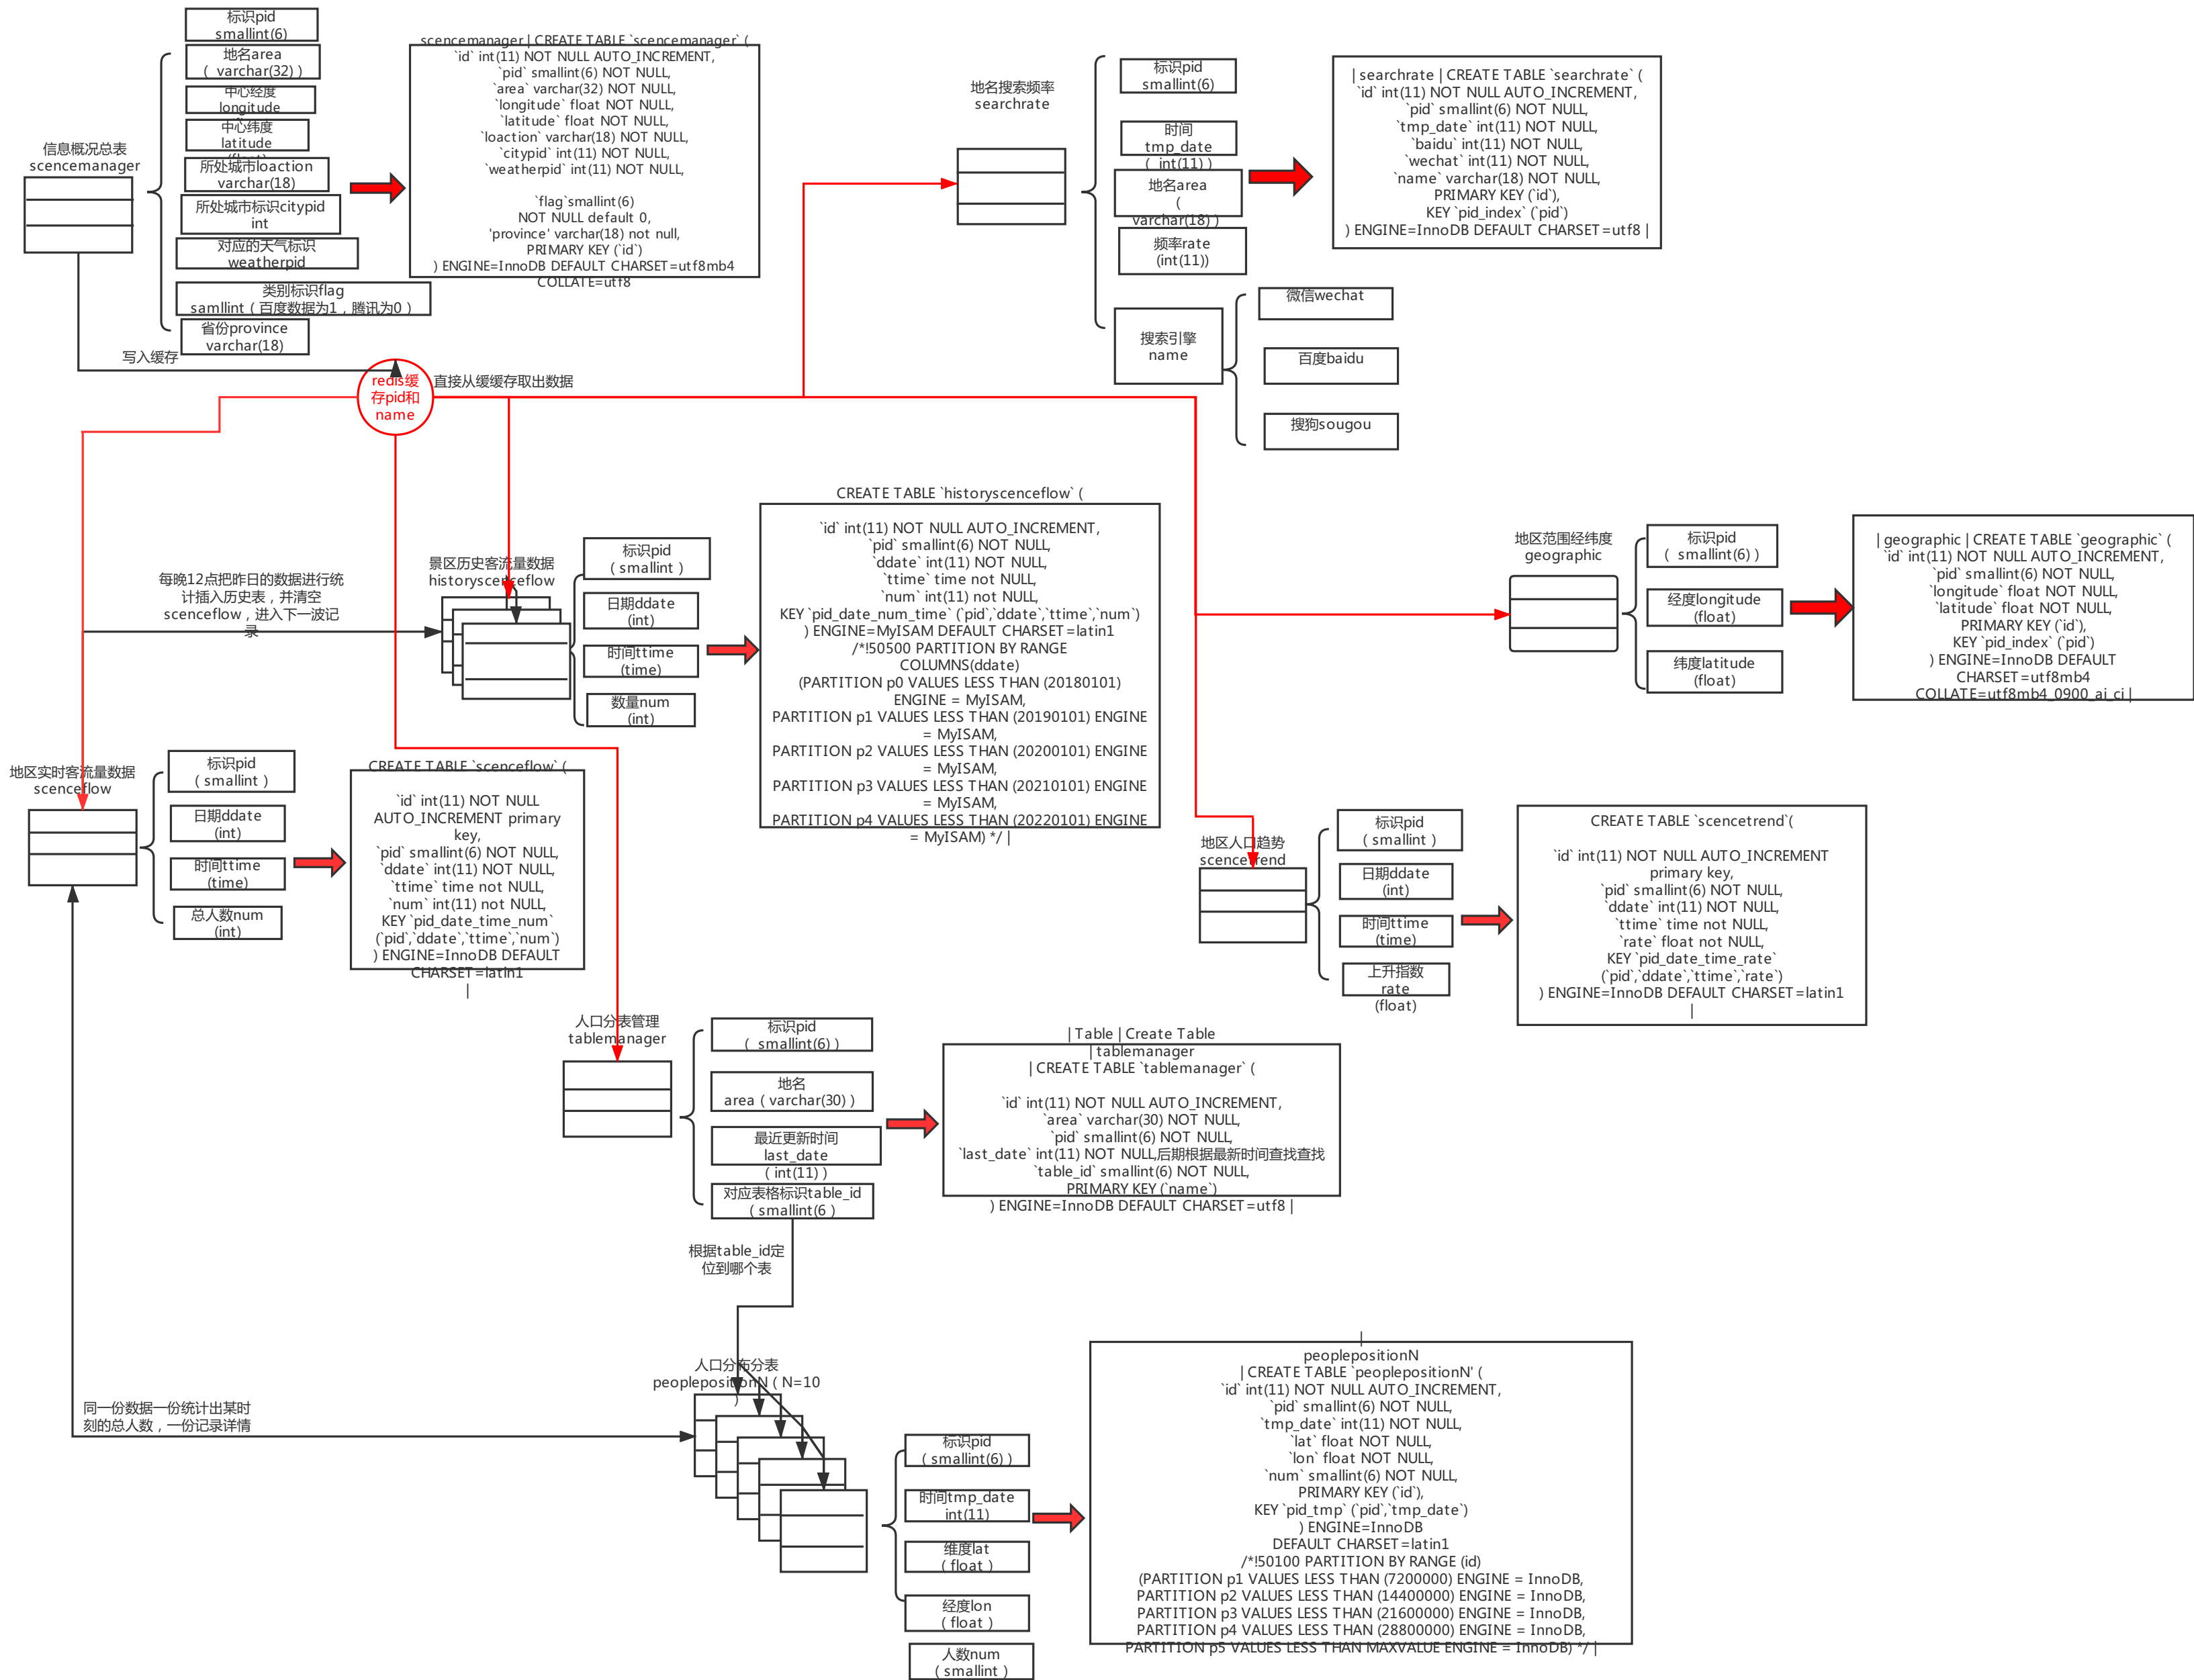 信息概况总表
scencemanager
标识pid
smallint(6)
地名area
( varchar(32) )
中心经度
longitude
中心纬度
latitude
所处城市loaction
varchar(18)
所处城市标识citypid
int
对应的天气标识
weatherpid
类别标识flag
samllint（百度数据为1，腾讯为0）
省份province
varchar(18)
scencemanager | CREATE TABLE `scencemanager` (
`id` int(11) NOT NULL AUTO_INCREMENT,
`pid` smallint(6) NOT NULL,
`area` varchar(32) NOT NULL,
`longitude` float NOT NULL,
`latitude` float NOT NULL,
`loaction` varchar(18) NOT NULL,
`citypid` int(11) NOT NULL,
`weatherpid` int(11) NOT NULL,
`flag`smallint(6)
NOT NULL default 0,
'province' varchar(18) not null,
PRIMARY KEY (`id`)
) ENGINE=InnoDB DEFAULT CHARSET=utf8mb4
COLLATE=utf8
写入缓存
redis缓
存pid和
name
直接从缓缓存取出数据
地名搜索频率
searchrate
标识pid
smallint(6)
时间
tmp_date
( int(11) )
地名area
(
varchar(18) )
频率rate
(int(11))
搜索引擎
name
微信wechat
百度baidu
搜狗sougou
| searchrate | CREATE TABLE `searchrate` (
`id` int(11) NOT NULL AUTO_INCREMENT,
`pid` smallint(6) NOT NULL,
`tmp_date` int(11) NOT NULL,
`baidu` int(11) NOT NULL,
`wechat` int(11) NOT NULL,
`name` varchar(18) NOT NULL,
PRIMARY KEY (`id`),
KEY `pid_index` (`pid`)
) ENGINE=InnoDB DEFAULT CHARSET=utf8 |
每晚12点把昨日的数据进行统
计插入历史表，并清空
scenceflow，进入下一波记
录
景区历史客流量数据
historyscenceflow
标识pid
( smallint )
日期ddate
(int)
时间ttime
(time)
数量num
(int)
CREATE TABLE `historyscenceflow` (
`id` int(11) NOT NULL AUTO_INCREMENT,
`pid` smallint(6) NOT NULL,
`ddate` int(11) NOT NULL,
`ttime` time not NULL,
`num` int(11) not NULL,
KEY `pid_date_num_time` (`pid`,`ddate`,`ttime`,`num`)
) ENGINE=MyISAM DEFAULT CHARSET=latin1
/*!50500 PARTITION BY RANGE
COLUMNS(ddate)
(PARTITION p0 VALUES LESS THAN (20180101)
ENGINE = MyISAM,
PARTITION p1 VALUES LESS THAN (20190101) ENGINE
= MyISAM,
PARTITION p2 VALUES LESS THAN (20200101) ENGINE
= MyISAM,
PARTITION p3 VALUES LESS THAN (20210101) ENGINE
= MyISAM,
PARTITION p4 VALUES LESS THAN (20220101) ENGINE
= MyISAM) */ |
地区范围经纬度
geographic
标识pid
( smallint(6) )
经度longitude
(float)
纬度latitude
(float)
| geographic | CREATE TABLE `geographic` (
`id` int(11) NOT NULL AUTO_INCREMENT,
`pid` smallint(6) NOT NULL,
`longitude` float NOT NULL,
`latitude` float NOT NULL,
PRIMARY KEY (`id`),
KEY `pid_index` (`pid`)
) ENGINE=InnoDB DEFAULT
CHARSET=utf8mb4
COLLATE=utf8mb4_0900_ai_ci |
地区实时客流量数据
scenceflow
标识pid
( smallint )
日期ddate
(int)
时间ttime
(time)
总人数num
(int)
CREATE TABLE `scenceflow` (
`id` int(11) NOT NULL
AUTO_INCREMENT primary
key,
`pid` smallint(6) NOT NULL,
`ddate` int(11) NOT NULL,
`ttime` time not NULL,
`num` int(11) not NULL,
KEY `pid_date_time_num`
(`pid`,`ddate`,`ttime`,`num`)
) ENGINE=InnoDB DEFAULT
CHARSET=latin1
|
地区人口趋势
scencetrend
标识pid
( smallint )
日期ddate
(int)
时间ttime
(time)
上升指数
rate
(float)
CREATE TABLE `scencetrend`(
`id` int(11) NOT NULL AUTO_INCREMENT
primary key,
`pid` smallint(6) NOT NULL,
`ddate` int(11) NOT NULL,
`ttime` time not NULL,
`rate` float not NULL,
KEY `pid_date_time_rate`
(`pid`,`ddate`,`ttime`,`rate`)
) ENGINE=InnoDB DEFAULT CHARSET=latin1
|
人口分表管理
tablemanager
标识pid
( smallint(6) )
地名
area ( varchar(30) )
最近更新时间
last_date
( int(11) )
对应表格标识table_id
( smallint(6 )
| Table | Create Table
| tablemanager
| CREATE TABLE `tablemanager` (
`id` int(11) NOT NULL AUTO_INCREMENT,
`area` varchar(30) NOT NULL,
`pid` smallint(6) NOT NULL,
`last_date` int(11) NOT NULL,后期根据最新时间查找查找
`table_id` smallint(6) NOT NULL,
PRIMARY KEY (`name`)
) ENGINE=InnoDB DEFAULT CHARSET=utf8 |
根据table_id定
位到哪个表
人口分布分表
peoplepositionN ( N=10
)
同一份数据一份统计出某时
刻的总人数，一份记录详情
标识pid
( smallint(6) )
时间tmp_date
int(11)
维度lat
( float )
经度lon
( float )
人数num
( smallint )
|
peoplepositionN
| CREATE TABLE `peoplepositionN' (
`id` int(11) NOT NULL AUTO_INCREMENT,
`pid` smallint(6) NOT NULL,
`tmp_date` int(11) NOT NULL,
`lat` float NOT NULL,
`lon` float NOT NULL,
`num` smallint(6) NOT NULL,
PRIMARY KEY (`id`),
KEY `pid_tmp` (`pid`,`tmp_date`)
) ENGINE=InnoDB
DEFAULT CHARSET=latin1
/*!50100 PARTITION BY RANGE (id)
(PARTITION p1 VALUES LESS THAN (7200000) ENGINE = InnoDB,
PARTITION p2 VALUES LESS THAN (14400000) ENGINE = InnoDB,
PARTITION p3 VALUES LESS THAN (21600000) ENGINE = InnoDB,
PARTITION p4 VALUES LESS THAN (28800000) ENGINE = InnoDB,
PARTITION p5 VALUES LESS THAN MAXVALUE ENGINE = InnoDB) */ |